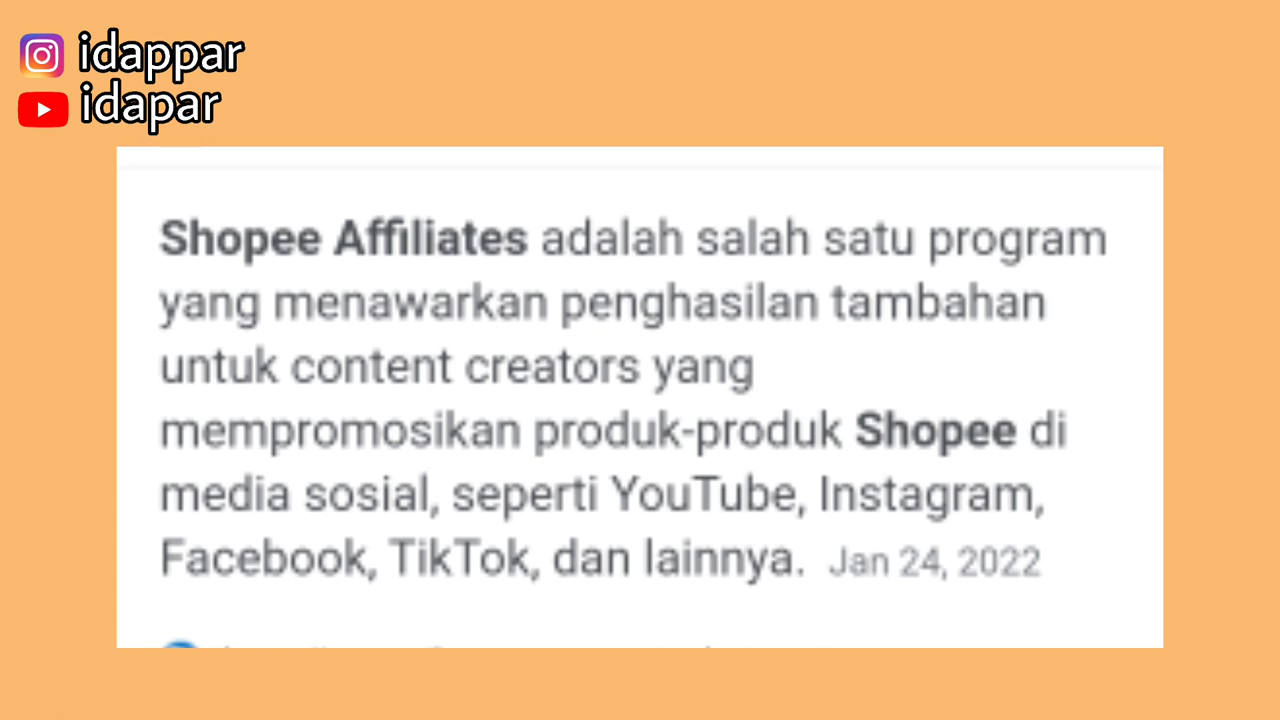 idappar
idapar
Shopee Affiliates adalah salah satu program
yang menawarkan penghasilan tambahan
untuk content creators yang
mempromosikan produk-produk Shopee di
media sosial, seperti YouTube, Instagram,
Facebook, TikTok, dan lainnya. Jan 24, 2022